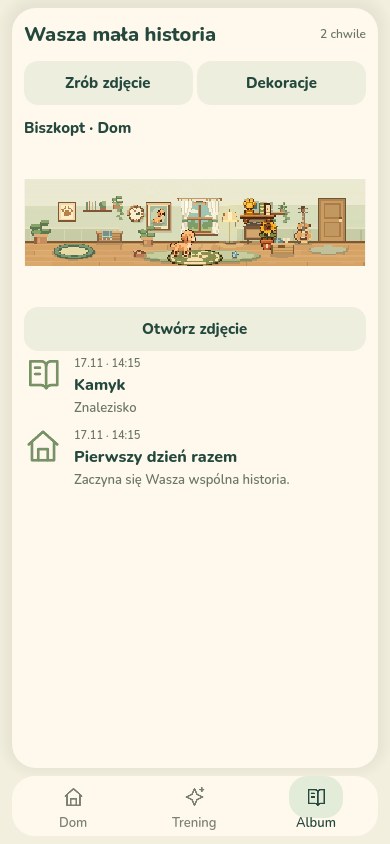 Wasza mała historia
2 chwile
Zrób zdjęcie
Dekoracje
Biszkopt · Dom
Otwórz zdjęcie
17.11 · 14:15
Kamyk
Znalezisko
17.11 · 14:15
Pierwszy dzień razem
Zaczyna się Wasza wspólna historia.
Dom
Trening
Album